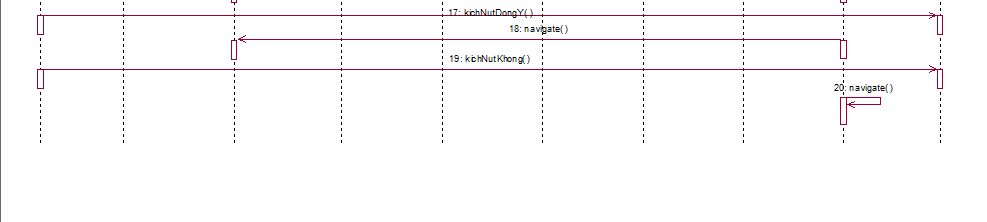 17: kichNutDongY()
18: navigate()
19: kichNutKhong()
20: navigate()